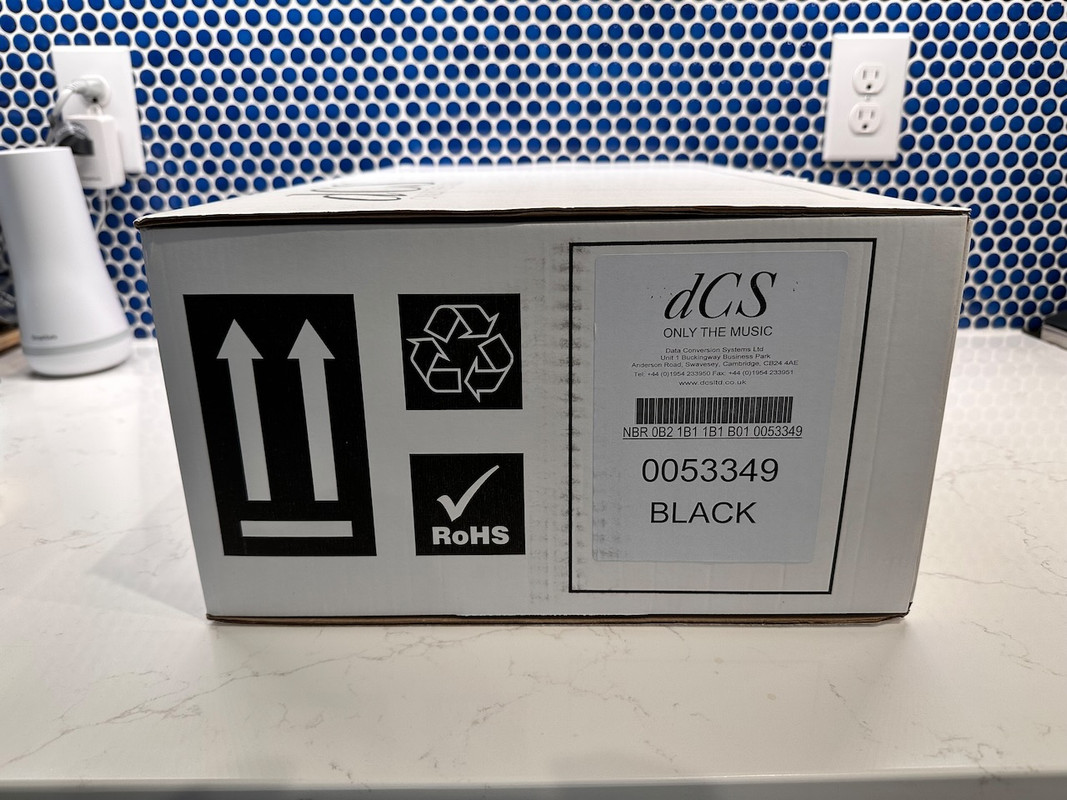 dCS
RoHS
dCS
ONLY THE MUSIC
Data Conversion Systems Ltd
Unit 1 Buckingway Business Park
Anderson Road, Swavesey, Cambridge, CB24 4AE
Tel: +44 (0)1954 233950 Fax: +44 (0)1954 233951
www.dcsltd.co.uk
NBR 0B2 1B1 1B1 B01 0053349
0053349
BLACK